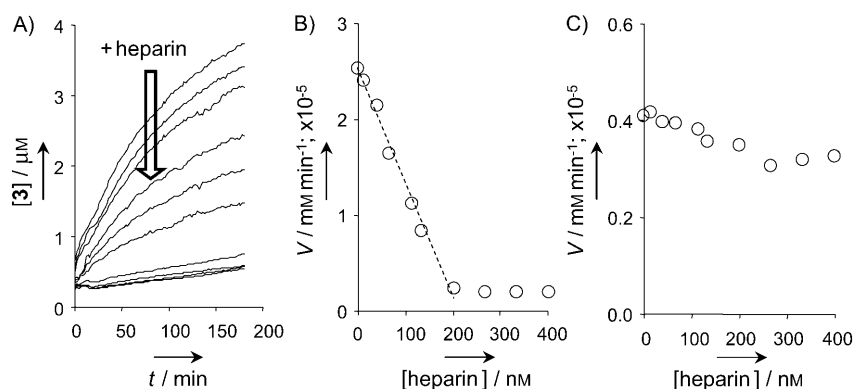 A)
+ heparin
[3] / μM
4
3
2
1
0
0 50 100 150 200
t / min
B)
V / mM min⁻¹; x10⁻⁵
3
2
1
0
0 100 200 300 400
[heparin] / nM
C)
V / mM min⁻¹; x10⁻⁵
0.6
0.4
0.2
0.0
0 100 200 300 400
[heparin] / nM